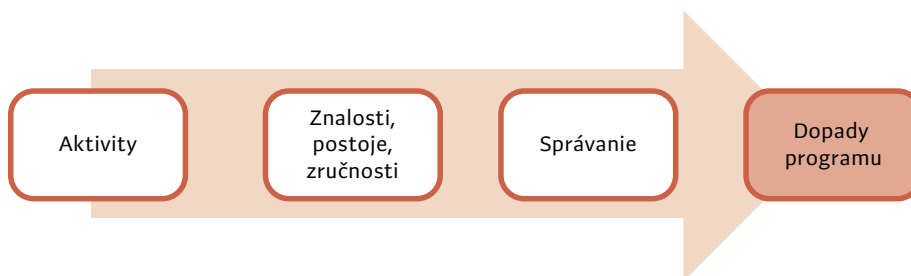 Aktivity
Znalosti,
postoje,
zručnosti
Správanie
Dopady
programu